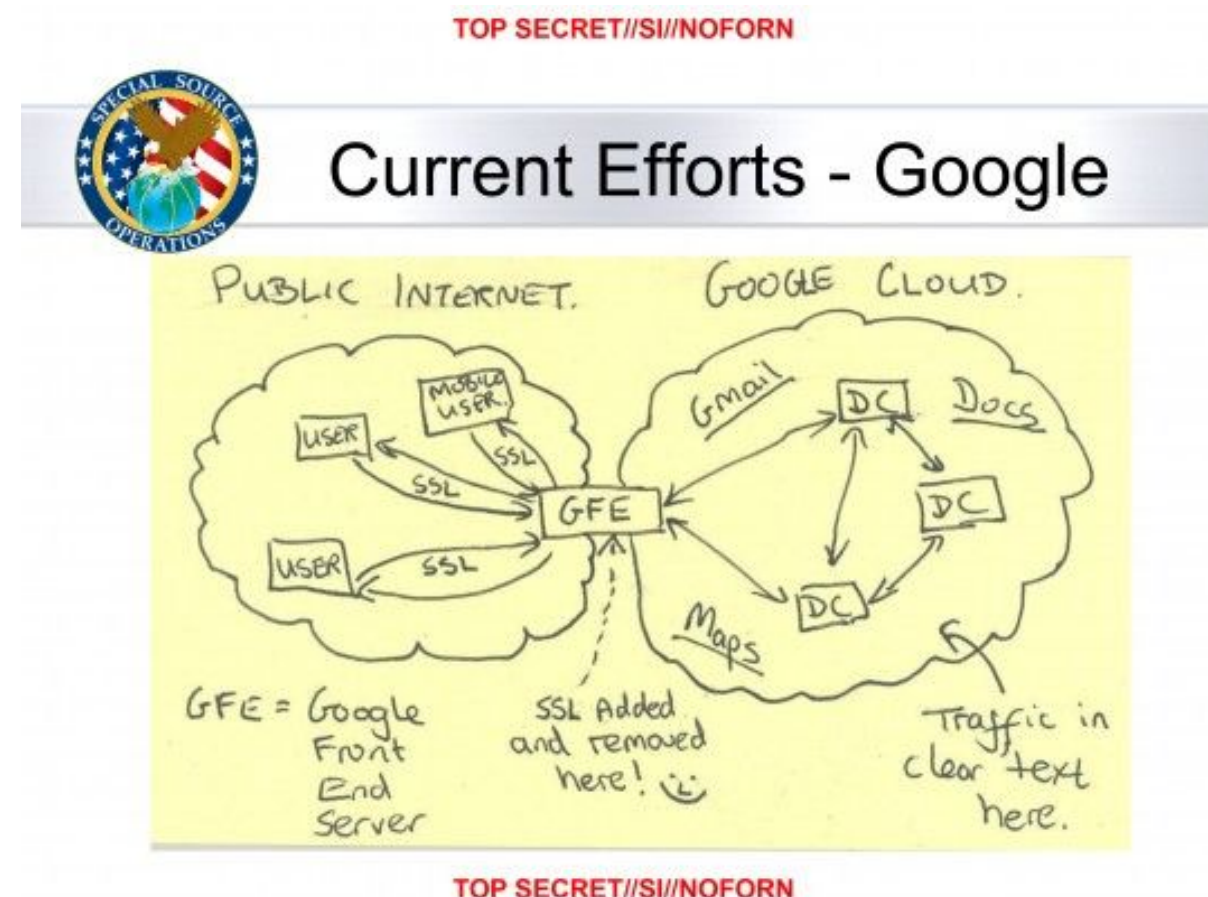 TOP SECRET//SI//NOFORN
SPECIAL SOURCE
OPERATIONS
Current Efforts - Google
PUBLIC INTERNET.
GOOGLE CLOUD.
MOBILE
USER.
Gmail
DC
Docs
USER
SSL
SSL
GFE
DC
USER
SSL
DC
Maps
GFE = Google
Front
End
Server
SSL Added
and removed
here!
Traffic in
clear text
here.
TOP SECRET//SI//NOFORN